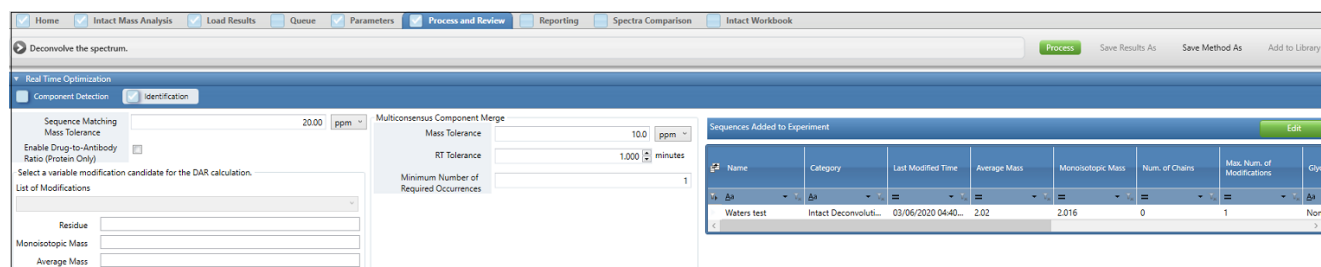 Home Intact Mass Analysis Load Results Queue Parameters Process and Review Reporting Spectra Comparison Intact Workbook
Deconvolve the spectrum. Process Save Results As Save Method As Add to Library
Real Time Optimization
Component Detection Identification
Sequence Matching
Mass Tolerance
20.00 ppm
Enable Drug-to-Antibody
Ratio (Protein Only)
Select a variable modification candidate for the DAR calculation.
List of Modifications
Residue
Monoisotopic Mass
Average Mass
Multiconsensus Component Merge
Mass Tolerance 10.0 ppm
RT Tolerance 1.000 minutes
Minimum Number of
Required Occurrences
1
Sequences Added to Experiment Edit
Name Category Last Modified Time Average Mass Monoisotopic Mass Num. of Chains Max. Num. of
Modifications Gly
Aa Aa = = = = = Aa
Waters test Intact Deconvoluti... 03/06/2020 04:40... 2.02 2.016 0 1 Nor